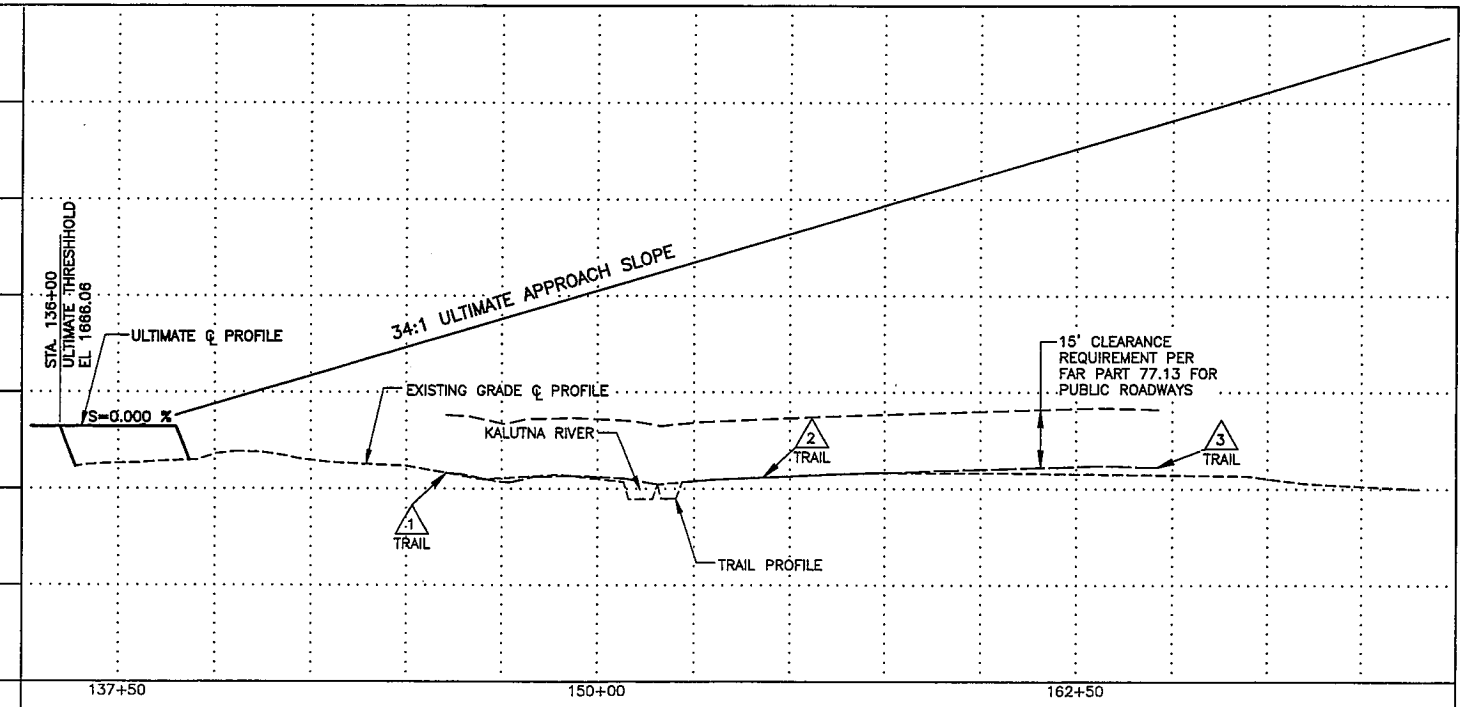 STA. 136+00
ULTIMATE THRESHHOLD
EL 1666.06
ULTIMATE ℄ PROFILE
S=0.000 %
34:1 ULTIMATE APPROACH SLOPE
EXISTING GRADE ℄ PROFILE
KALUTNA RIVER
15' CLEARANCE
REQUIREMENT PER
FAR PART 77.13 FOR
PUBLIC ROADWAYS
1
TRAIL
2
TRAIL
3
TRAIL
TRAIL PROFILE
137+50
150+00
162+50